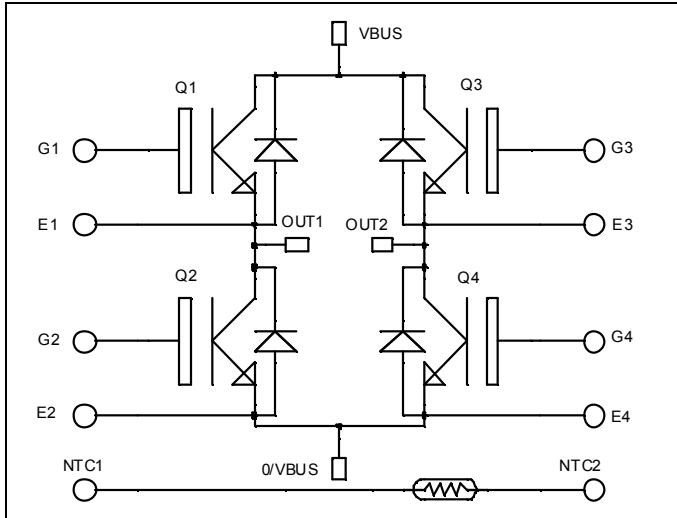 VBUS
Q1
Q3
G1
G3
E1
OUT1
OUT2
E3
Q2
Q4
G2
G4
E2
E4
NTC1
0/VBUS
NTC2